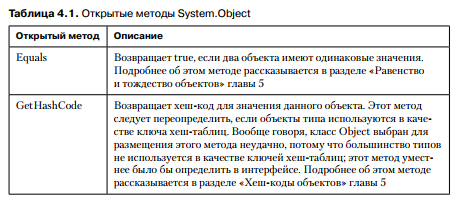 Таблица 4.1. Открытые методы System.Object
Открытый метод Описание
Equals Возвращает true, если два объекта имеют одинаковые значения.
Подробнее об этом методе рассказывается в разделе «Равенство
и тождество объектов» главы 5
GetHashCode Возвращает хеш-код для значения данного объекта. Этот метод
следует переопределить, если объекты типа используются в каче-
стве ключа хеш-таблиц. Вообще говоря, класс Object выбран для
размещения этого метода неудачно, потому что большинство типов
не используется в качестве ключей хеш-таблиц; этот метод умест-
нее было бы определить в интерфейсе. Подробнее об этом методе
рассказывается в разделе «Хеш-коды объектов» главы 5